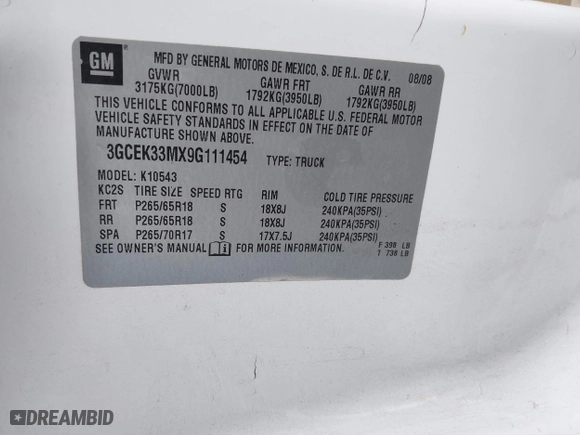 GM
MFD BY GENERAL MOTORS DE MEXICO, S. DE R.L. DE C.V. 08/08
GVWR GAWR FRT GAWR RR
3175KG(7000LB) 1792KG(3950LB) 1792KG(3950LB)
THIS VEHICLE CONFORMS TO ALL APPLICABLE U.S. FEDERAL MOTOR
VEHICLE SAFETY STANDARDS IN EFFECT ON THE DATE OF
MANUFACTURE SHOWN ABOVE.
3GCEK33MX9G111454 TYPE: TRUCK
MODEL: K10543
KC2S TIRE SIZE SPEED RTG RIM COLD TIRE PRESSURE
FRT P265/65R18 S 18X8J 240KPA(35PSI)
RR P265/65R18 S 18X8J 240KPA(35PSI)
SPA P265/70R17 S 17X7.5J 240KPA(35PSI)
SEE OWNER'S MANUAL FOR MORE INFORMATION. F 398 LB
T 738 LB
DREAMBID